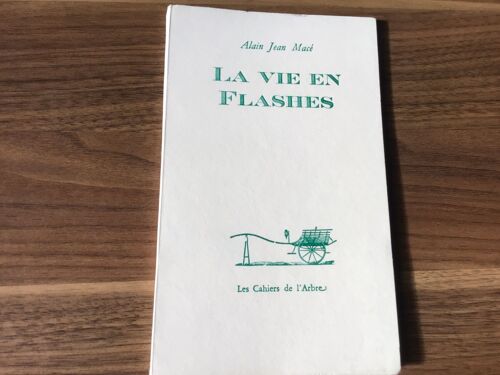 Alain Jean Macé
LA VIE EN
FLASHES
Les Cahiers de l'Arbre